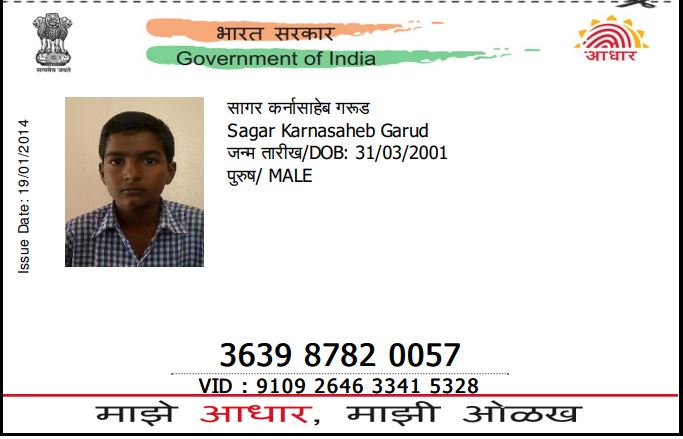 भारत सरकार
Government of India
सत्यमेव जयते
आधार
Issue Date: 19/01/2014
सागर कर्नासाहेब गरूड
Sagar Karnasaheb Garud
जन्म तारीख/DOB: 31/03/2001
पुरुष/ MALE
3639 8782 0057
VID : 9109 2646 3341 5328
माझे आधार, माझी ओळख